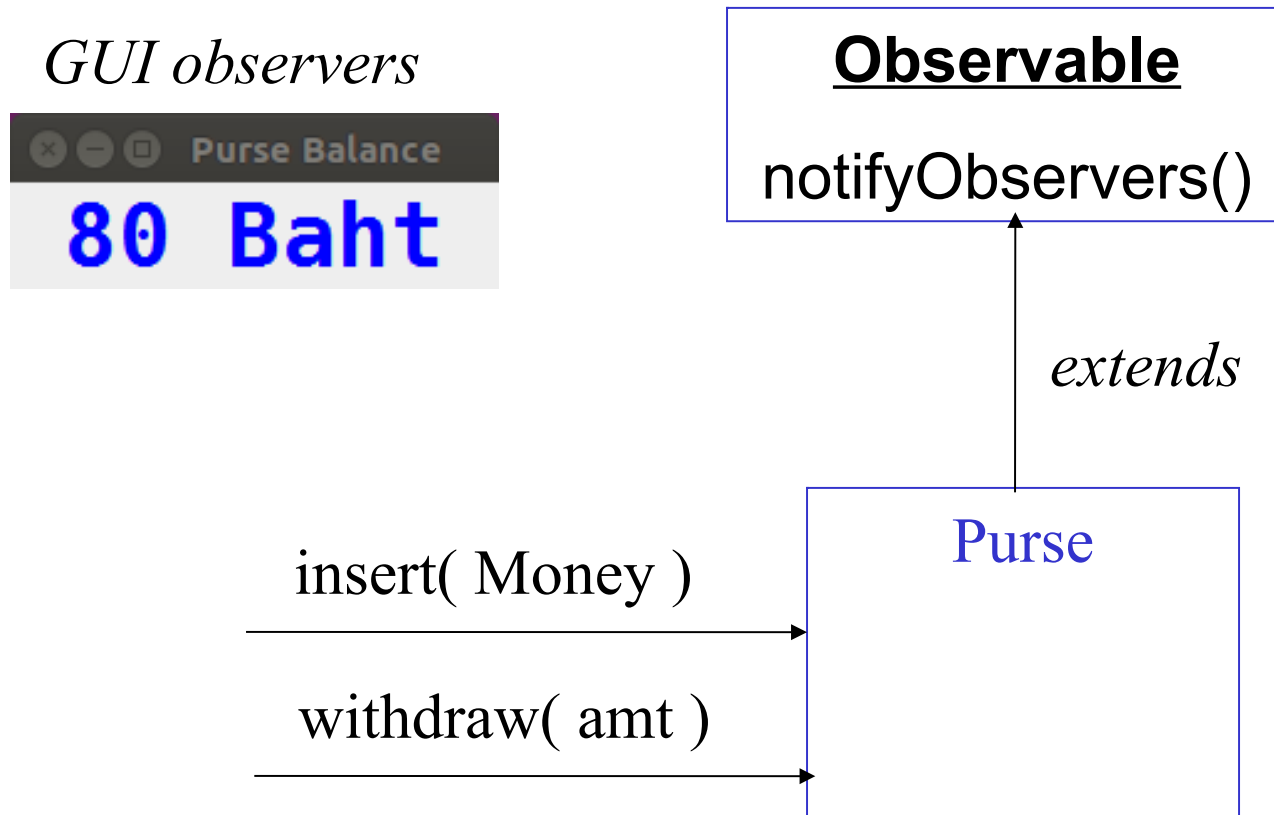 GUI observers
Purse Balance
80 Baht
Observable
notifyObservers()
extends
Purse
insert( Money )
withdraw( amt )